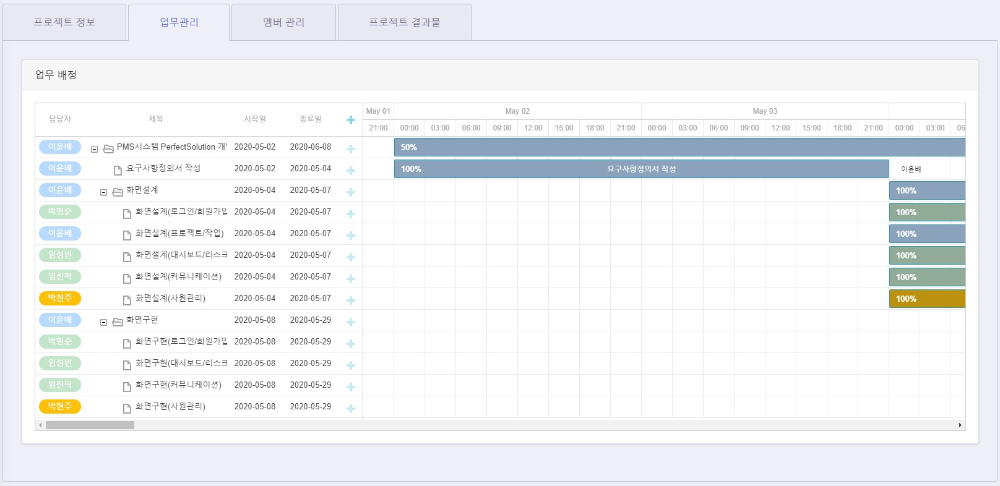 프로젝트 정보 업무관리 멤버 관리 프로젝트 결과물
업무 배정
담당자 제목 시작일 종료일
May 01 May 02 May 03
21:00 00:00 03:00 06:00 09:00 12:00 15:00 18:00 21:00 00:00 03:00 06:00 09:00 12:00 15:00 18:00 21:00 00:00 03:00 06
이윤배 PMS시스템 PerfectSolution 개 2020-05-02 2020-06-08 50%
이윤배 요구사항정의서 작성 2020-05-02 2020-05-04 100% 요구사항정의서 작성 이윤배
이윤배 화면설계 2020-05-04 2020-05-07 100%
박형준 화면설계(로그인/회원가입 2020-05-04 2020-05-07 100%
이윤배 화면설계(프로젝트/작업) 2020-05-04 2020-05-07 100%
임성빈 화면설계(대시보드/리스크 2020-05-04 2020-05-07 100%
임진혁 화면설계(커뮤니케이션) 2020-05-04 2020-05-07 100%
박현주 화면설계(사원관리) 2020-05-04 2020-05-07 100%
이윤배 화면구현 2020-05-08 2020-05-29
박형준 화면구현(로그인/회원가입 2020-05-08 2020-05-29
임성빈 화면구현(대시보드/리스크 2020-05-08 2020-05-29
임진혁 화면구현(커뮤니케이션) 2020-05-08 2020-05-29
박현주 화면구현(사원관리) 2020-05-08 2020-05-29